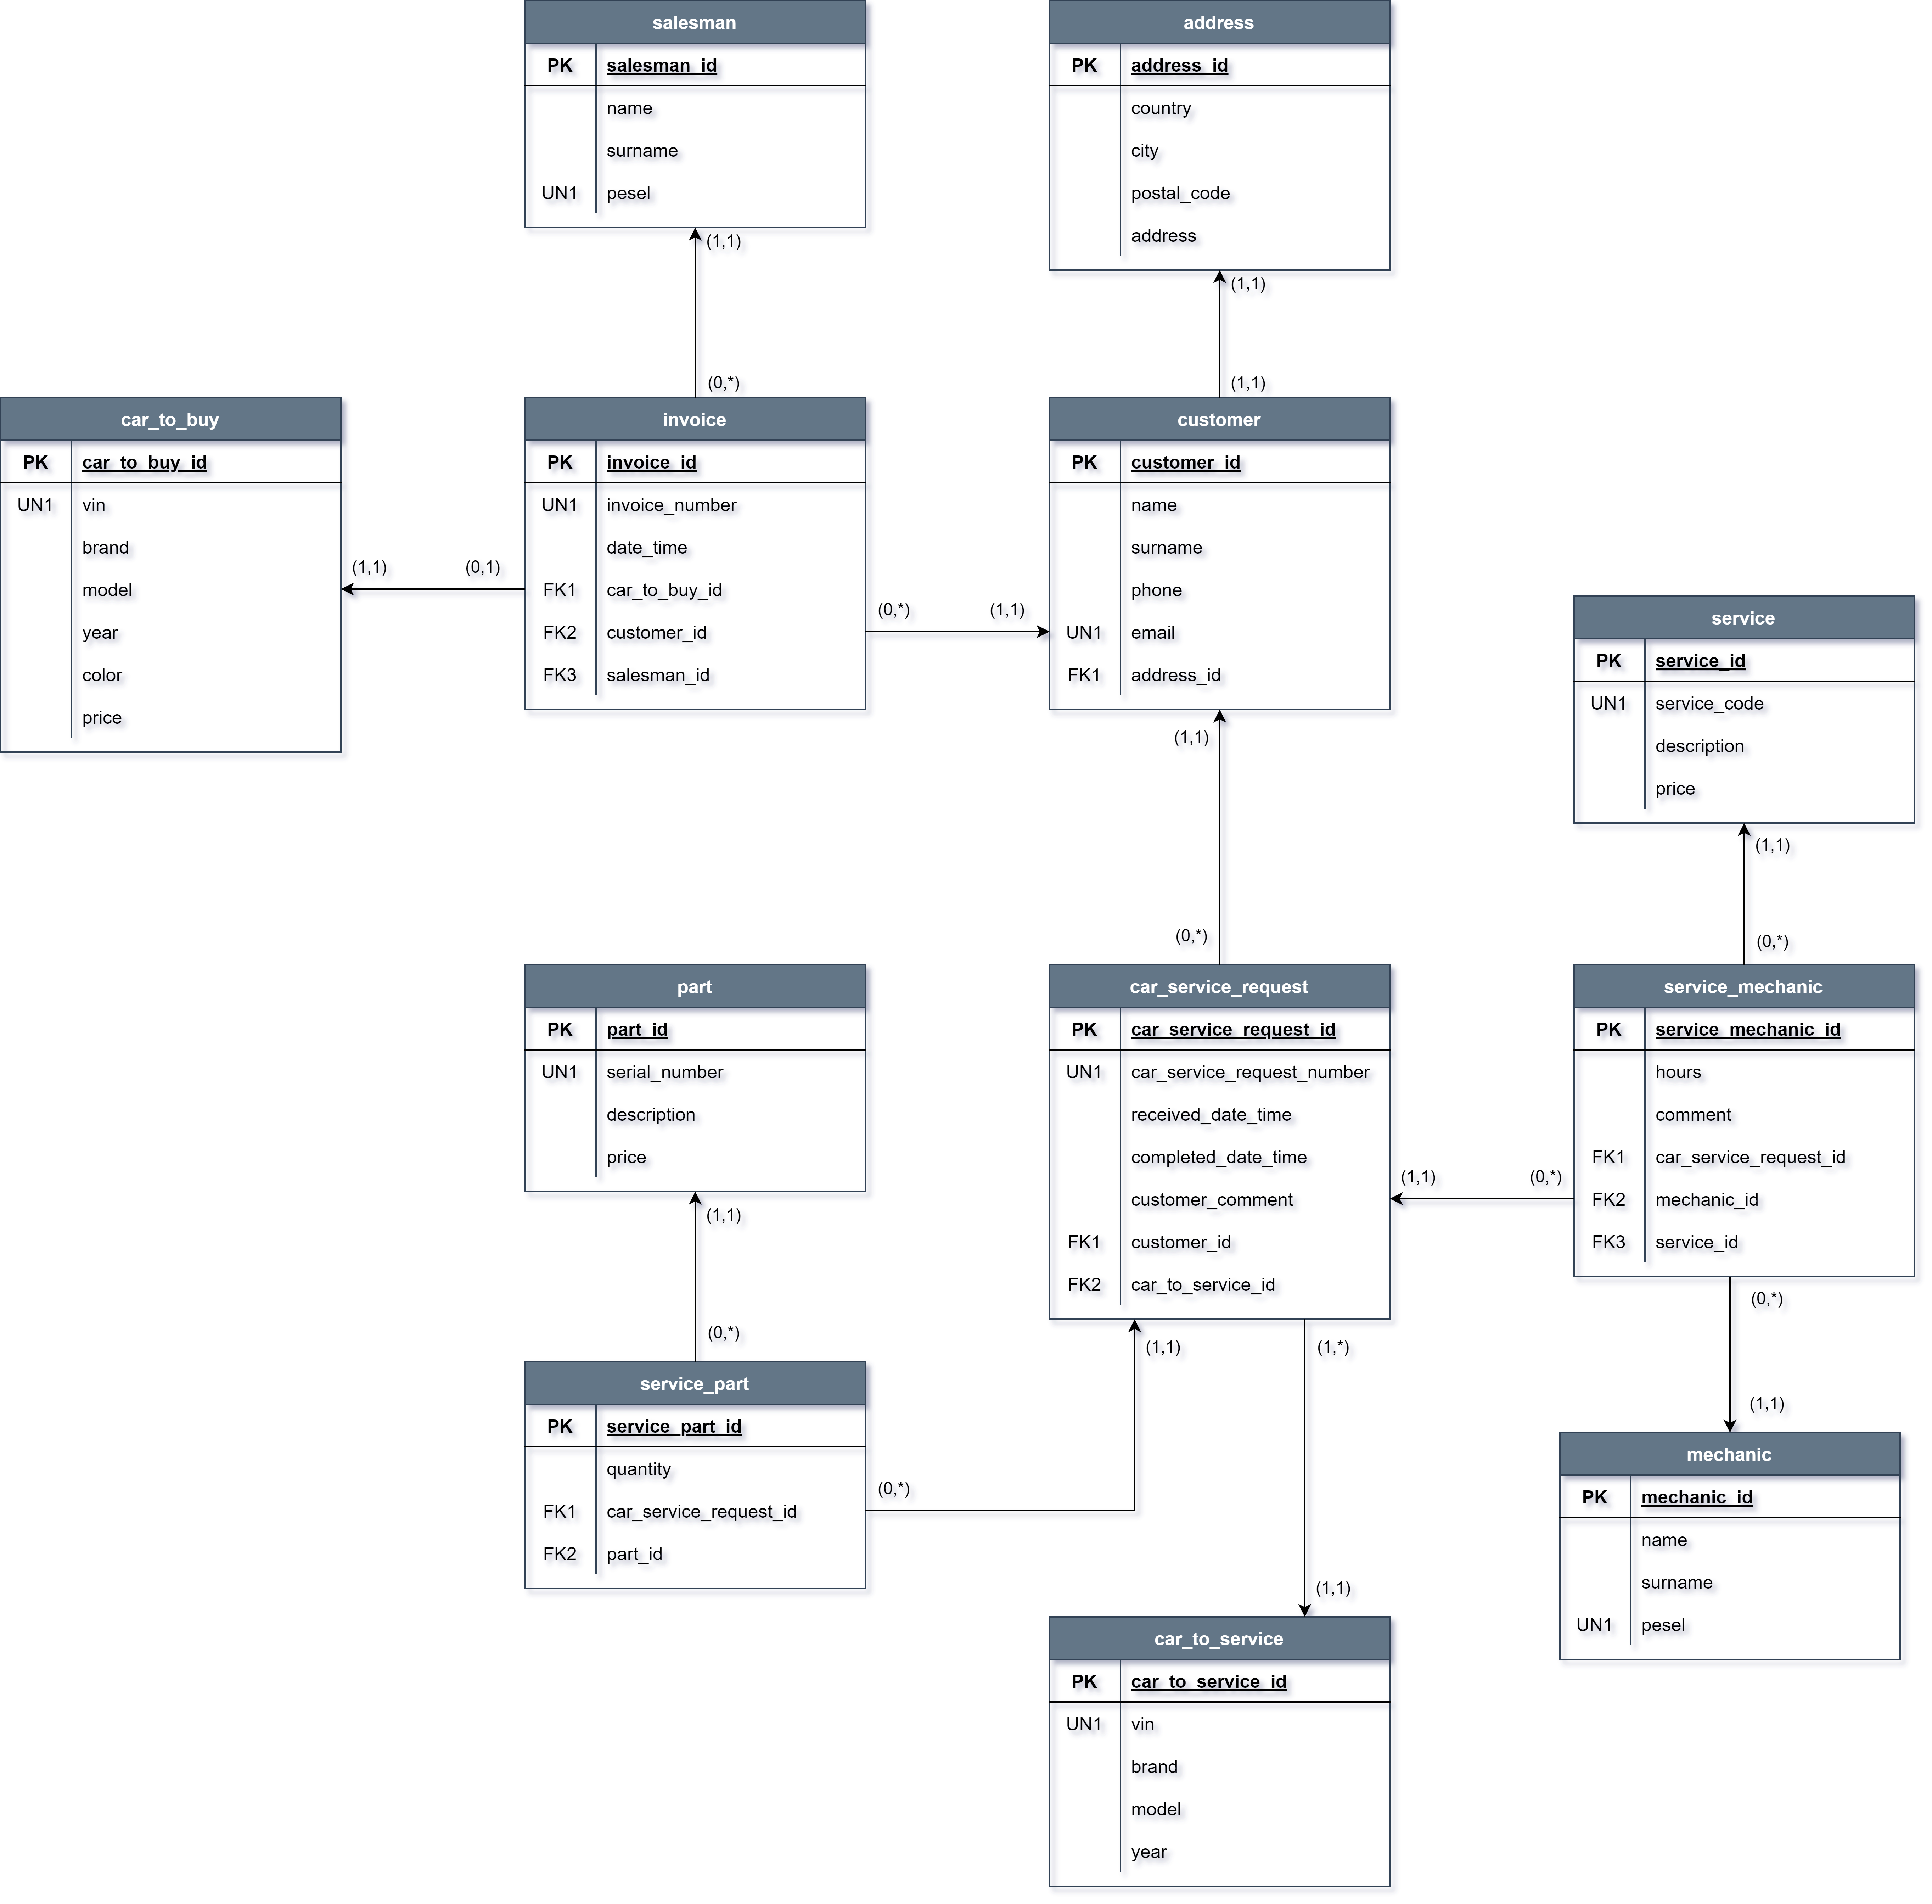 salesman
PK salesman_id
name
surname
UN1 pesel
address
PK address_id
country
city
postal_code
address
(1,1)
(0,*)
(1,1)
(1,1)
car_to_buy
PK car_to_buy_id
UN1 vin
brand
model
year
color
price
(1,1) (0,1)
invoice
PK invoice_id
UN1 invoice_number
date_time
FK1 car_to_buy_id
FK2 customer_id
FK3 salesman_id
(0,*) (1,1)
customer
PK customer_id
name
surname
phone
UN1 email
FK1 address_id
(1,1)
(0,*)
service
PK service_id
UN1 service_code
description
price
(1,1)
(0,*)
part
PK part_id
UN1 serial_number
description
price
(1,1)
(0,*)
car_service_request
PK car_service_request_id
UN1 car_service_request_number
received_date_time
completed_date_time
customer_comment
FK1 customer_id
FK2 car_to_service_id
(1,1) (0,*)
service_mechanic
PK service_mechanic_id
hours
comment
FK1 car_service_request_id
FK2 mechanic_id
FK3 service_id
(0,*)
(1,1)
service_part
PK service_part_id
quantity
FK1 car_service_request_id
FK2 part_id
(0,*)
(1,1)
(1,*)
(1,1)
mechanic
PK mechanic_id
name
surname
UN1 pesel
car_to_service
PK car_to_service_id
UN1 vin
brand
model
year